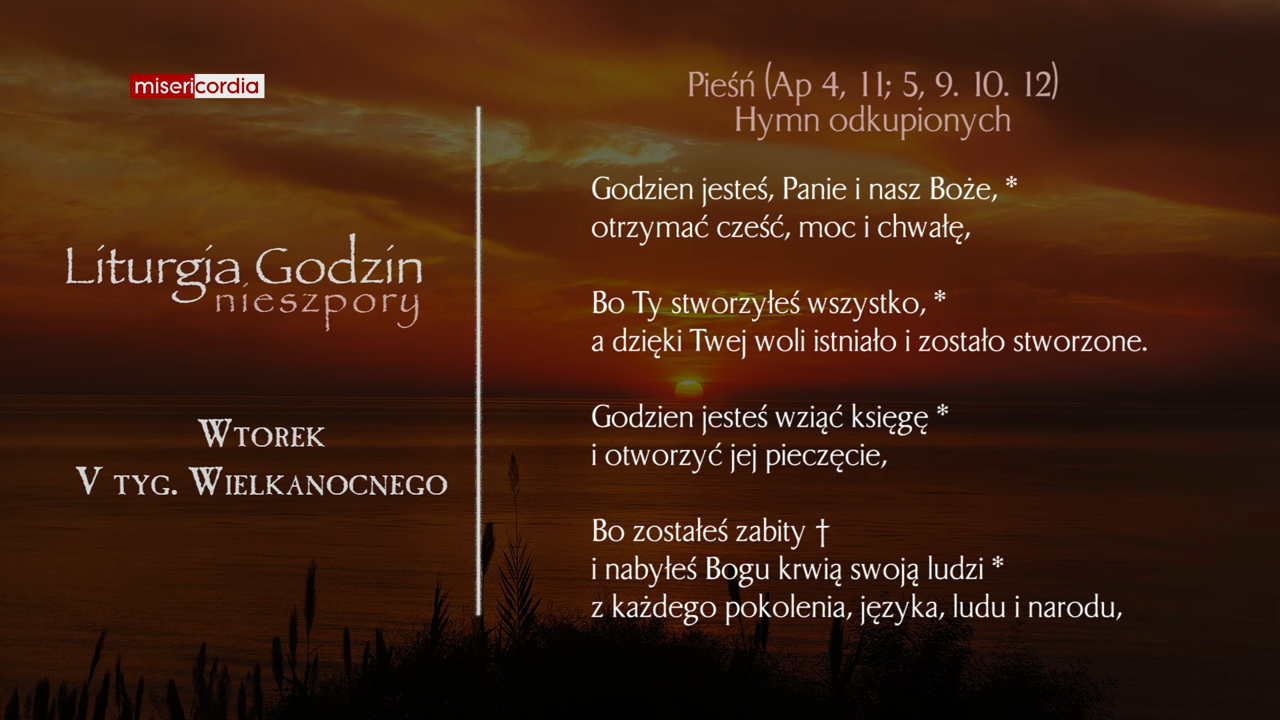 misericordia
Liturgia Godzin
nieszpory
Wtorek
V tyg. Wielkanocnego
Pieśń (Ap 4, 11; 5, 9. 10. 12)
Hymn odkupionych
Godzien jesteś, Panie i nasz Boże, *
otrzymać cześć, moc i chwałę,
Bo Ty stworzyłeś wszystko, *
a dzięki Twej woli istniało i zostało stworzone.
Godzien jesteś wziąć księgę *
i otworzyć jej pieczęcie,
Bo zostałeś zabity †
i nabyłeś Bogu krwią swoją ludzi *
z każdego pokolenia, języka, ludu i narodu,